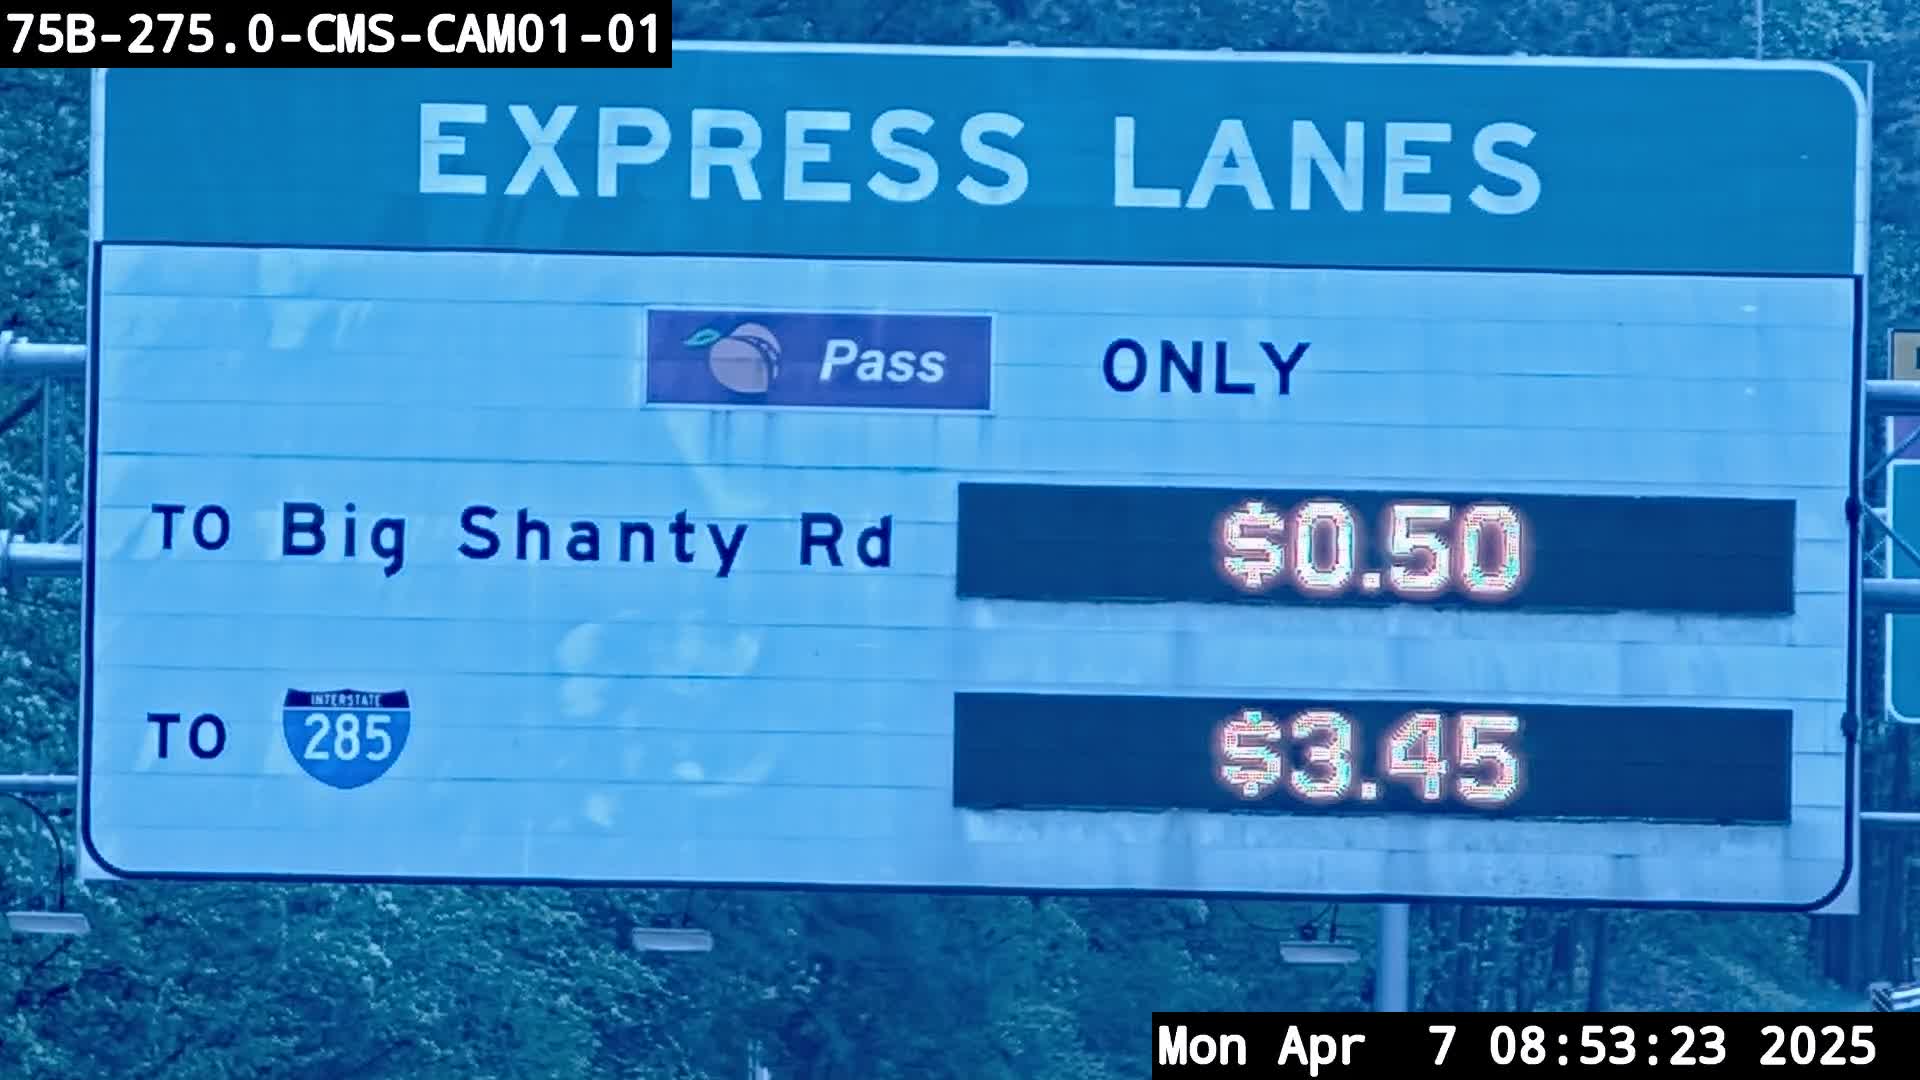 75B-275.0-CMS-CAM01-01
EXPRESS LANES
Pass ONLY
TO Big Shanty Rd $0.50
INTERSTATE
TO 285 $3.45
Mon Apr 7 08:53:23 2025